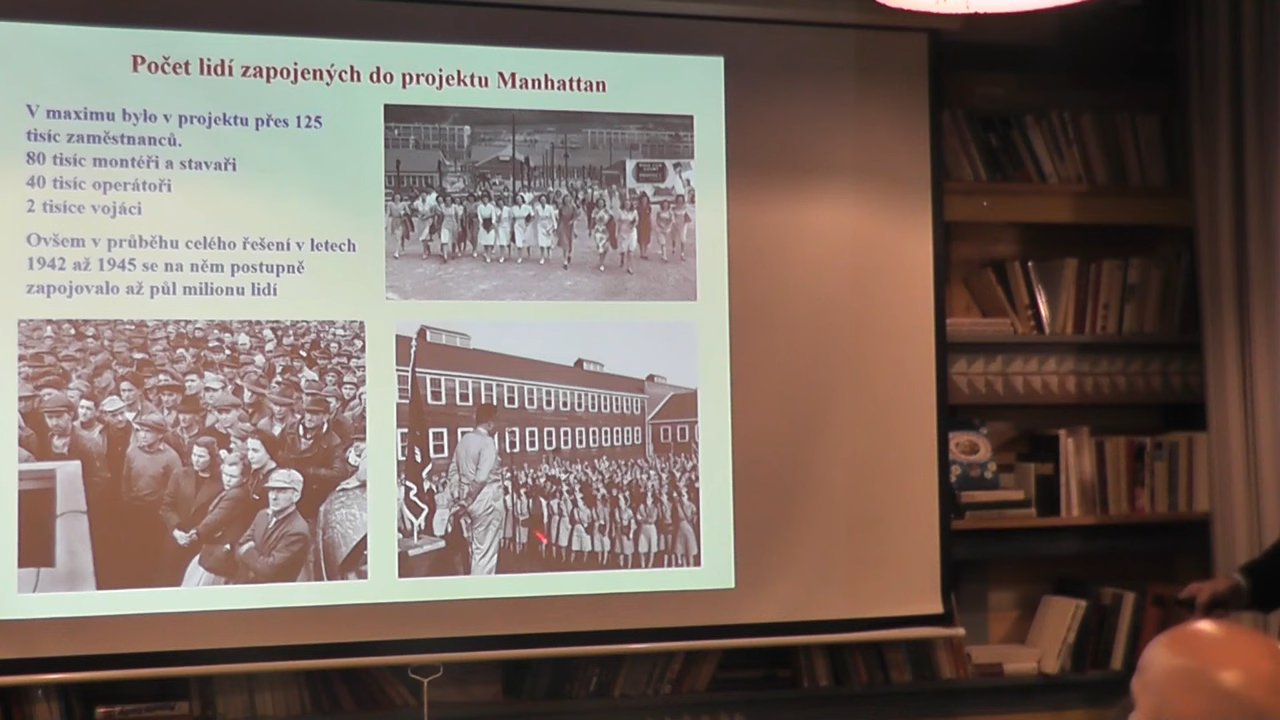 Počet lidí zapojených do projektu Manhattan
V maximu bylo v projektu přes 125
tisíc zaměstnanců.
80 tisíc montéři a stavaři
40 tisíc operátoři
2 tisíce vojáci
Ovšem v průběhu celého řešení v letech
1942 až 1945 se na něm postupně
zapojovalo až půl milionu lidí